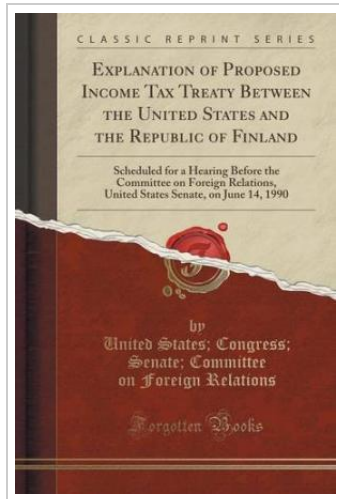 CLASSIC REPRINT SERIES
EXPLANATION OF PROPOSED
INCOME TAX TREATY BETWEEN
THE UNITED STATES AND
THE REPUBLIC OF FINLAND
Scheduled for a Hearing Before the
Committee on Foreign Relations,
United States Senate, on June 14, 1990
by
United States; Congress;
Senate; Committee
on Foreign Relations
Forgotten Books